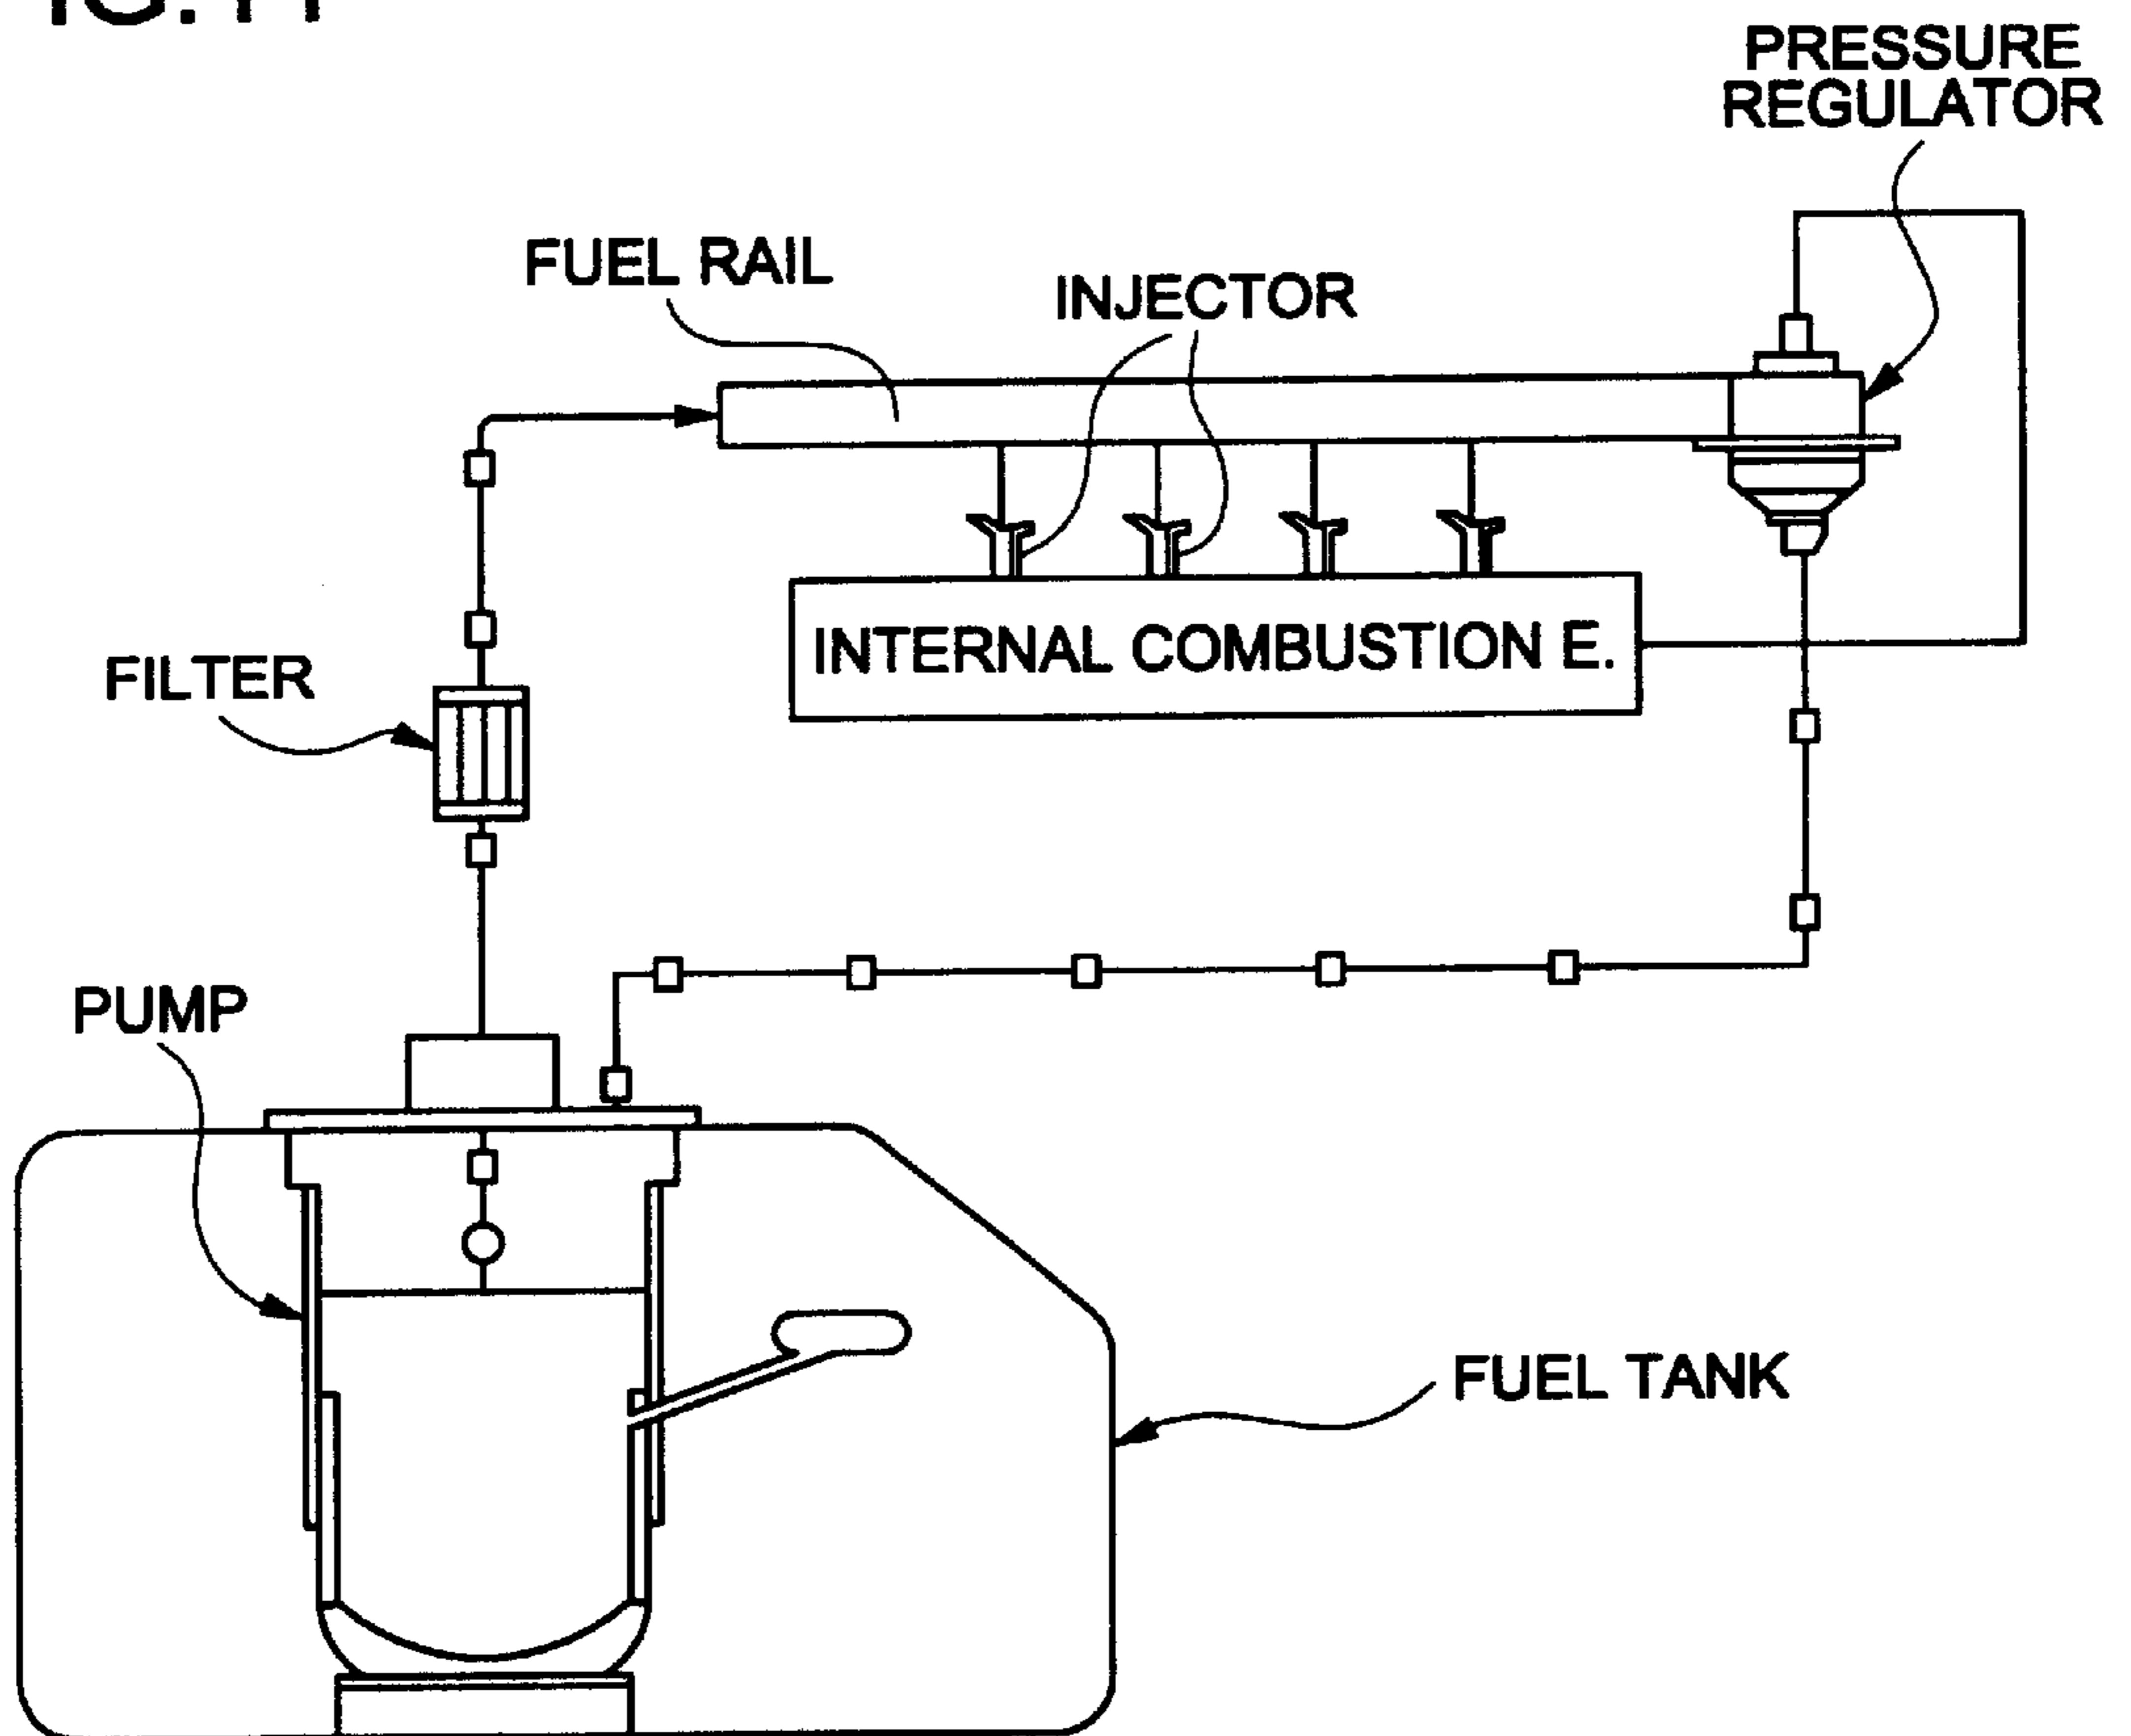 PRESSURE
REGULATOR
FUEL RAIL
INJECTOR
INTERNAL COMBUSTION E.
FILTER
PUMP
FUEL TANK